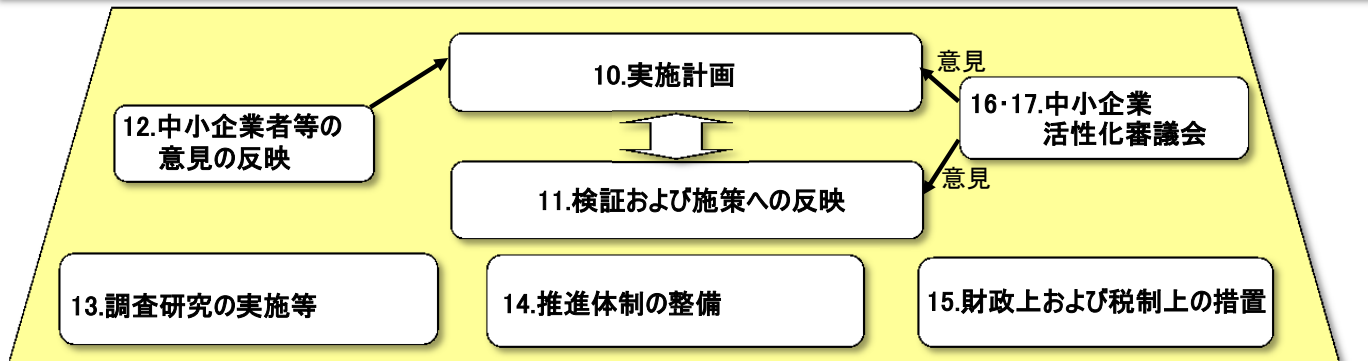 10.実施計画
意見
16・17.中小企業
活性化審議会
12.中小企業者等の
意見の反映
意見
11.検証および施策への反映
13.調査研究の実施等
14.推進体制の整備
15.財政上および税制上の措置